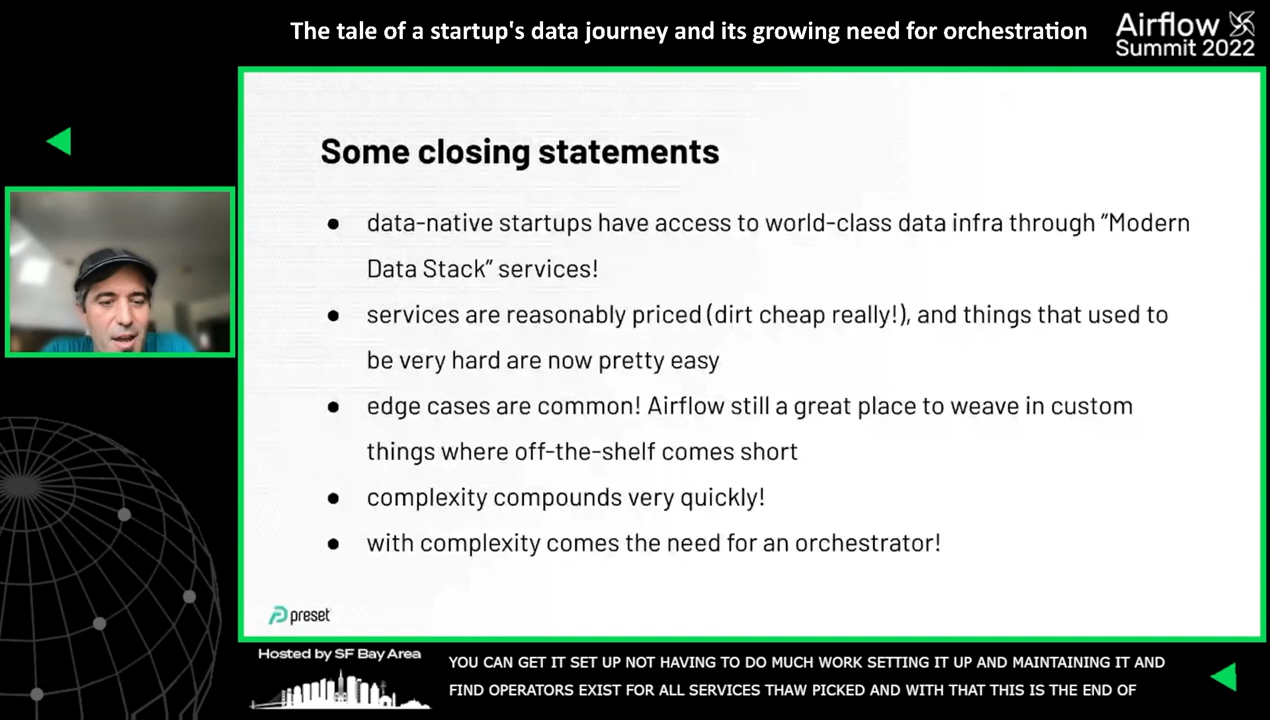 The tale of a startup's data journey and its growing need for orchestration
Airflow
Summit 2022
Some closing statements
● data-native startups have access to world-class data infra through “Modern
Data Stack” services!
● services are reasonably priced (dirt cheap really!), and things that used to
be very hard are now pretty easy
● edge cases are common! Airflow still a great place to weave in custom
things where off-the-shelf comes short
● complexity compounds very quickly!
● with complexity comes the need for an orchestrator!
preset
Hosted by SF Bay Area
YOU CAN GET IT SET UP NOT HAVING TO DO MUCH WORK SETTING IT UP AND MAINTAINING IT AND
FIND OPERATORS EXIST FOR ALL SERVICES THAW PICKED AND WITH THAT THIS IS THE END OF